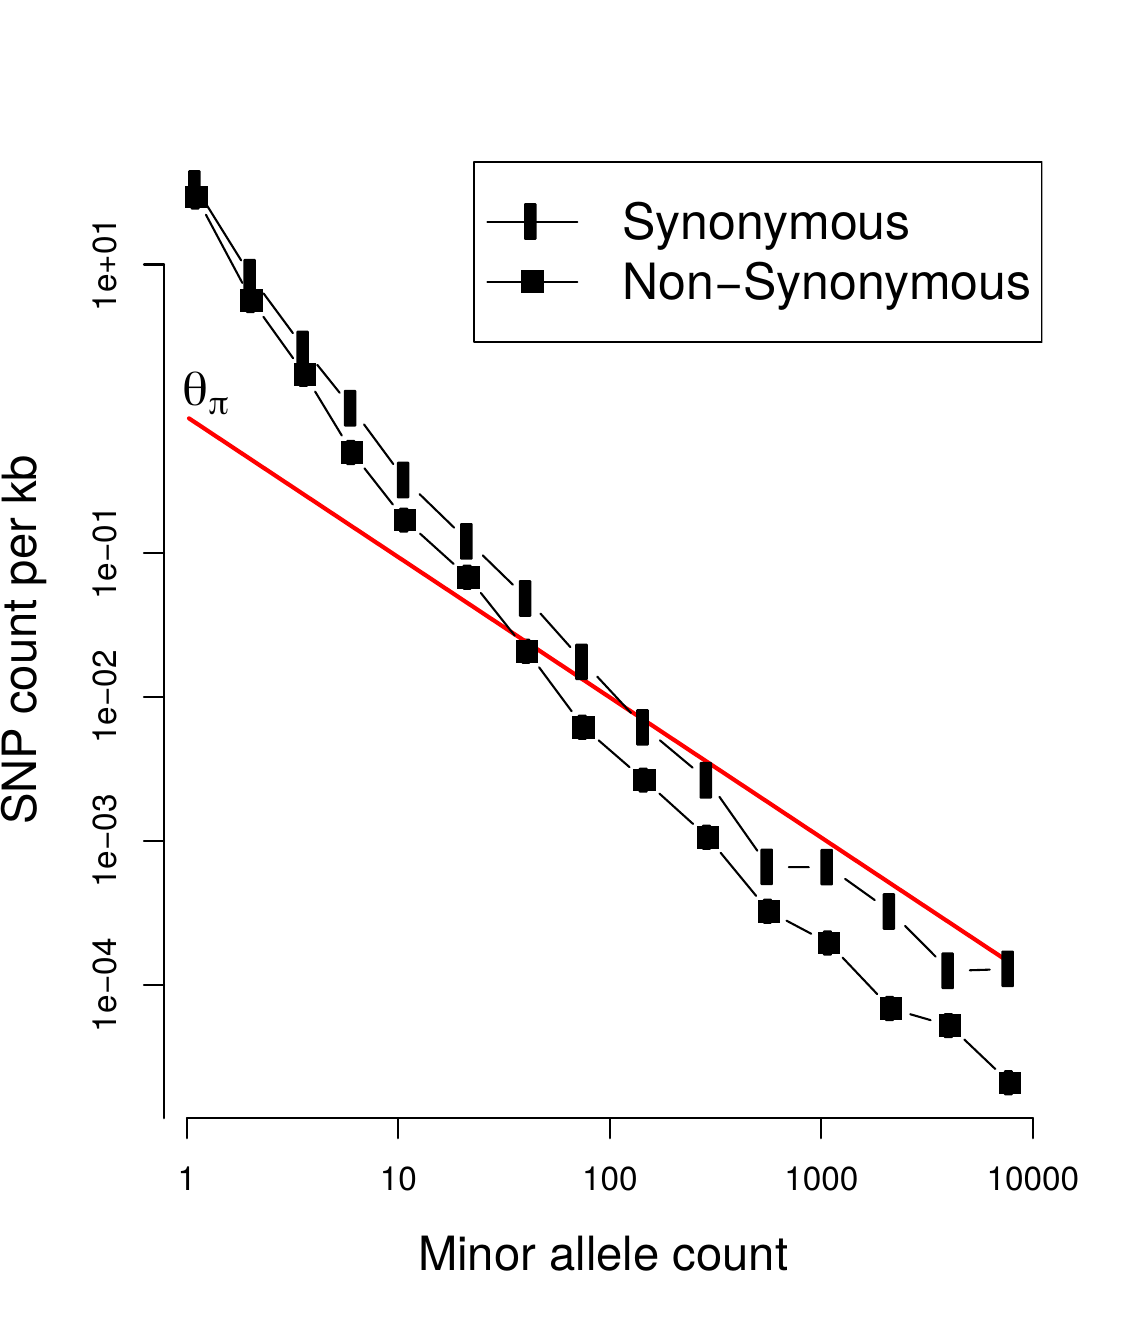 Synonymous
Non−Synonymous
θπ
SNP count per kb
1e+01
1e−01
1e−02
1e−03
1e−04
1
10
100
1000
10000
Minor allele count